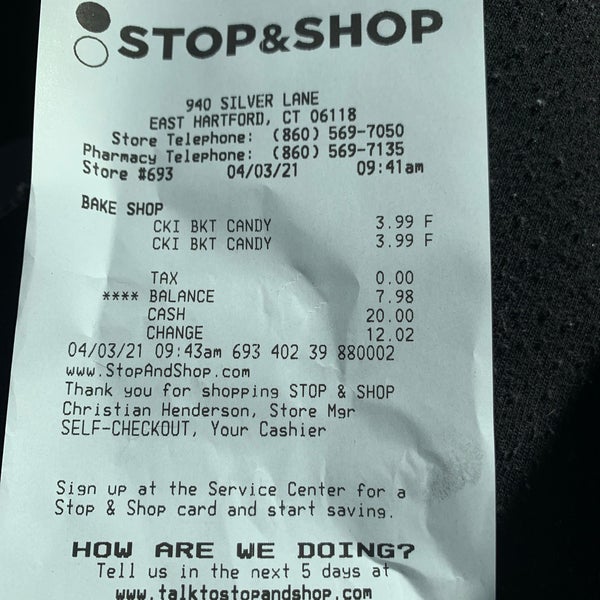 STOP&SHOP
940 SILVER LANE
EAST HARTFORD, CT 06118
Store Telephone: (860) 569-7050
Pharmacy Telephone: (860) 569-7135
Store #693 04/03/21 09:41am
BAKE SHOP
CKI BKT CANDY 3.99 F
CKI BKT CANDY 3.99 F
TAX 0.00
**** BALANCE 7.98
CASH 20.00
CHANGE 12.02
04/03/21 09:43am 693 402 39 880002
www.StopAndShop.com
Thank you for shopping STOP & SHOP
Christian Henderson, Store Mgr
SELF-CHECKOUT, Your Cashier
Sign up at the Service Center for a
Stop & Shop card and start saving.
HOW ARE WE DOING?
Tell us in the next 5 days at
www.talktostopandshop.com